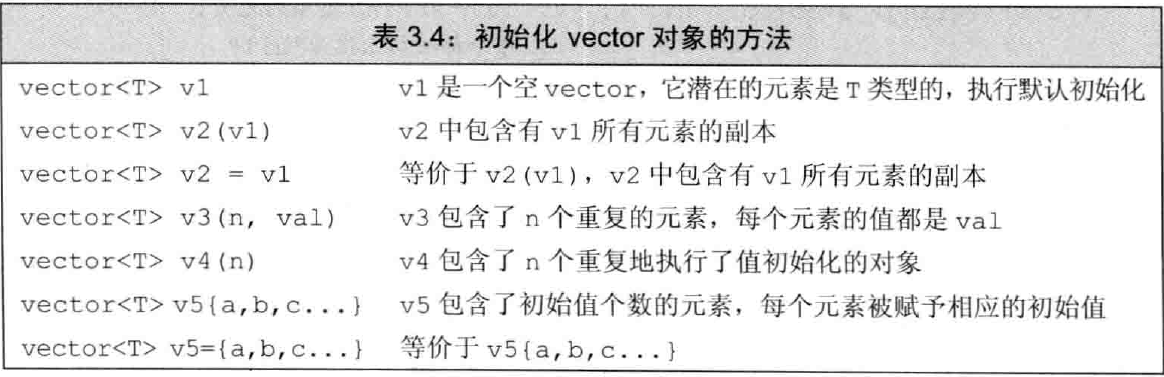 表 3.4：初始化 vector 对象的方法
vector<T> v1 v1 是一个空 vector，它潜在的元素是 T 类型的，执行默认初始化
vector<T> v2(v1) v2 中包含有 v1 所有元素的副本
vector<T> v2 = v1 等价于 v2(v1)，v2 中包含有 v1 所有元素的副本
vector<T> v3(n, val) v3 包含了 n 个重复的元素，每个元素的值都是 val
vector<T> v4(n) v4 包含了 n 个重复地执行了值初始化的对象
vector<T> v5{a,b,c...} v5 包含了初始值个数的元素，每个元素被赋予相应的初始值
vector<T> v5={a,b,c...} 等价于 v5{a,b,c...}